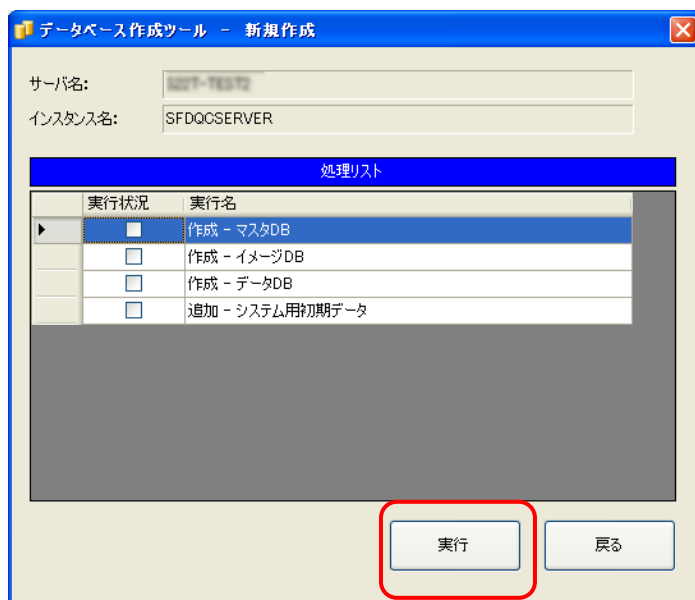 データベース作成ツール － 新規作成
サーバ名:
インスタンス名: SFDQCSERVER
処理リスト
実行状況 実行名
作成 － マスタDB
作成 － イメージDB
作成 － データDB
追加 － システム用初期データ
実行 戻る